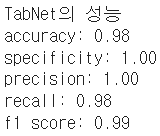 TabNet의 성능
accuracy: 0.98
specificity: 1.00
precision: 1.00
recall: 0.98
f1 score: 0.99